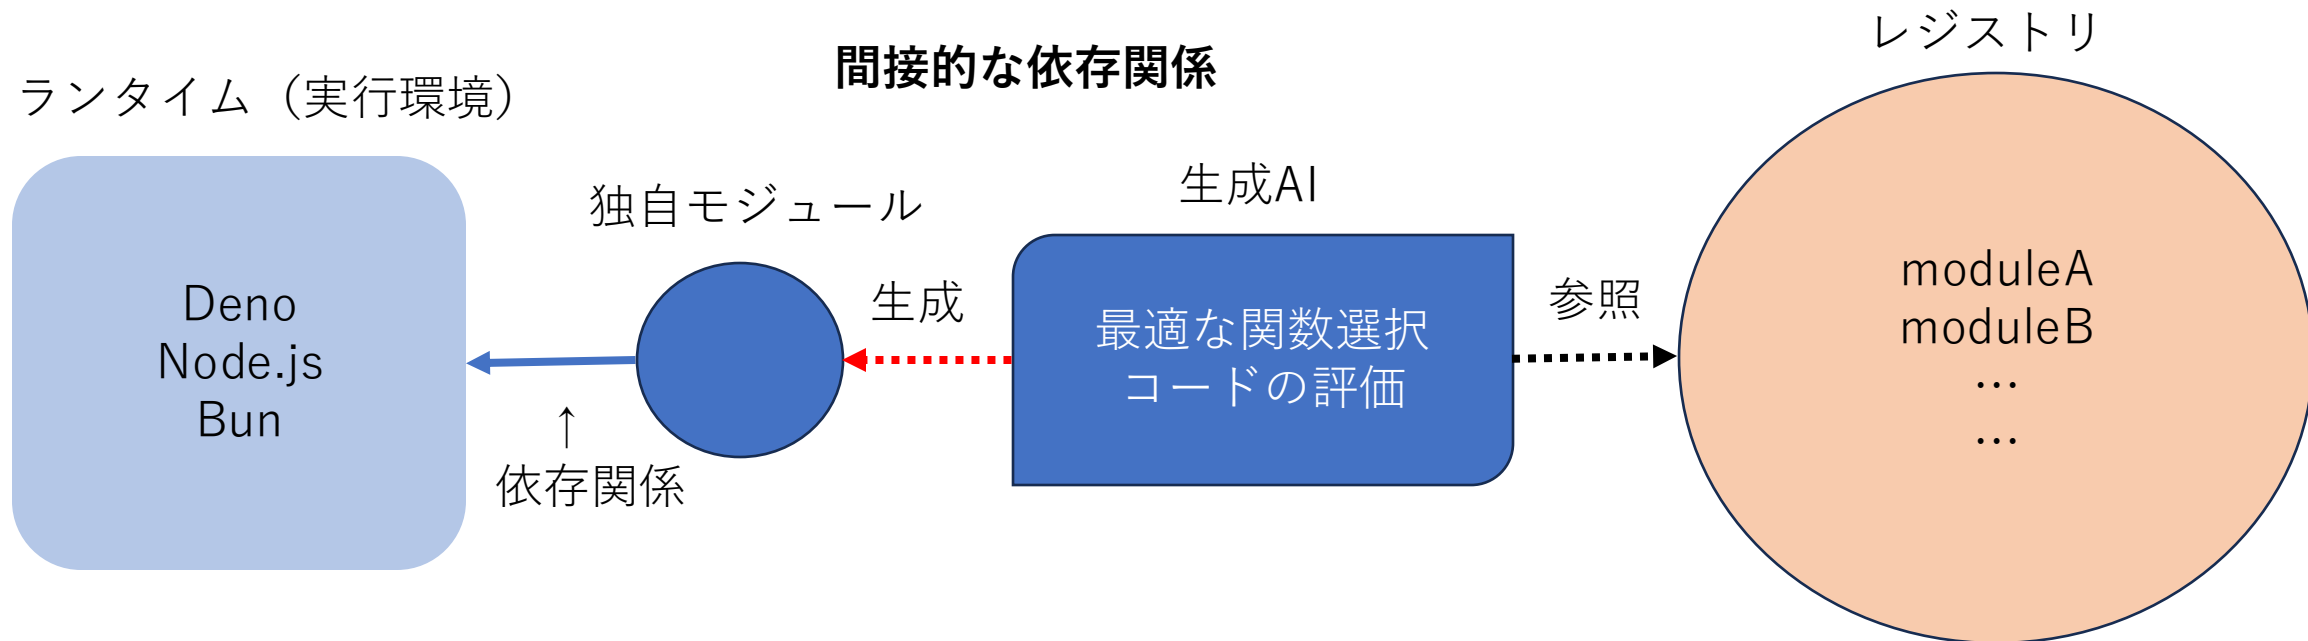 間接的な依存関係
レジストリ
ランタイム（実行環境）
独自モジュール
生成AI
Deno
Node.js
Bun
↑
依存関係
生成
最適な関数選択
コードの評価
参照
moduleA
moduleB
…
…